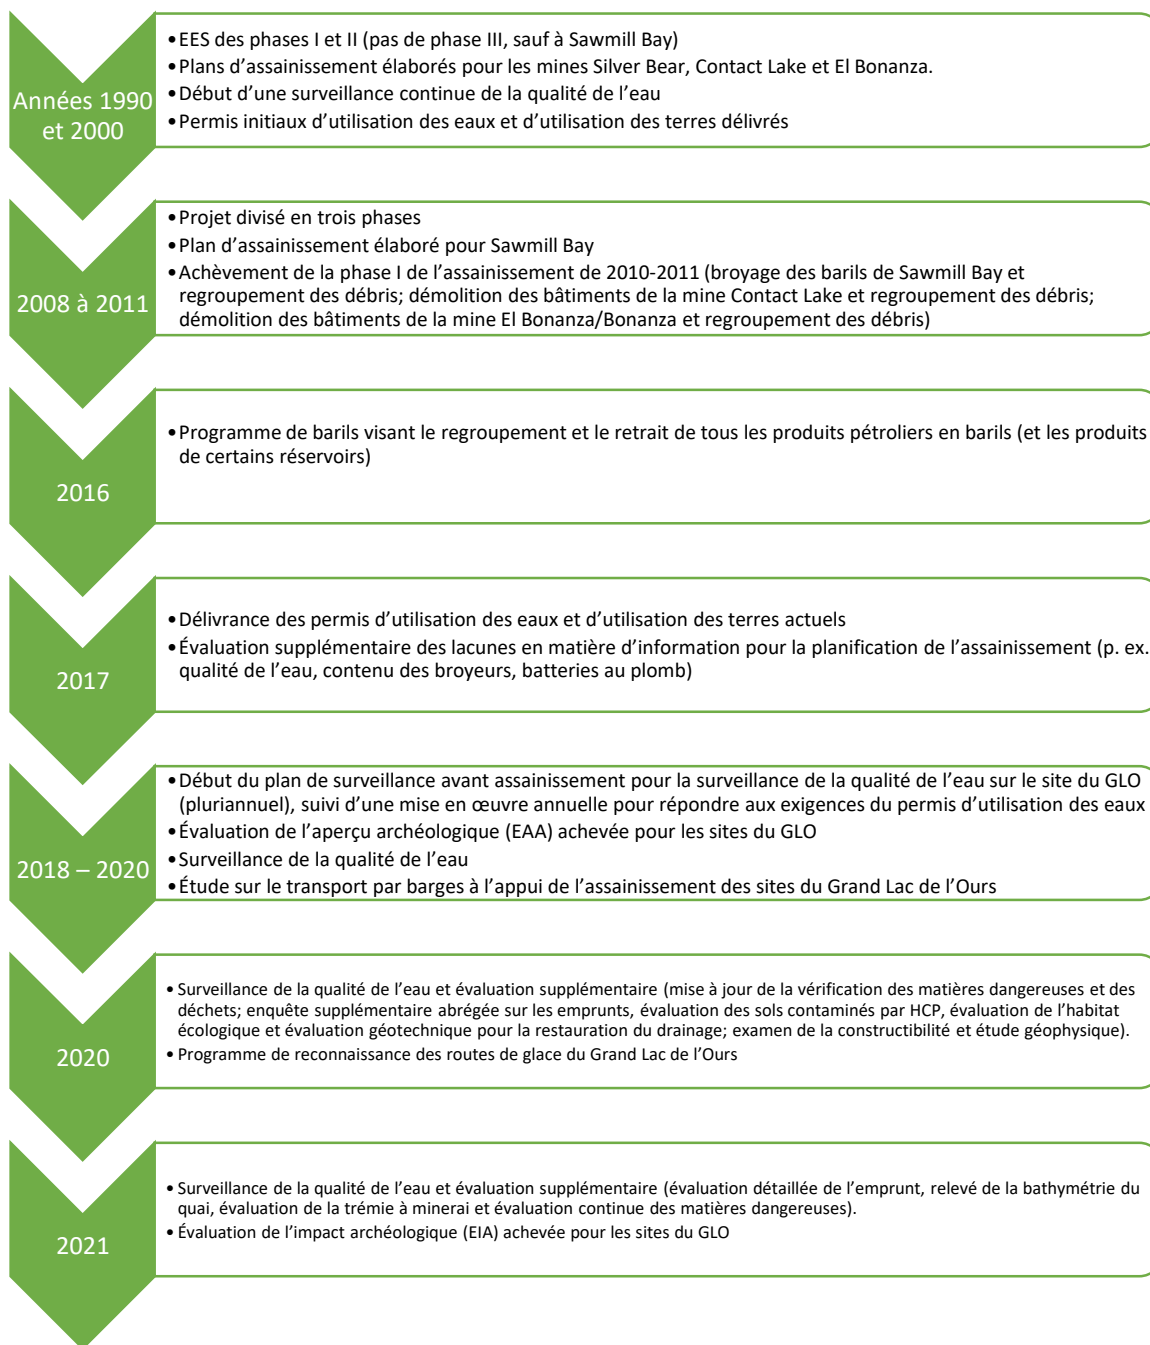 Années 1990
et 2000
•EES des phases I et II (pas de phase III, sauf à Sawmill Bay)
•Plans d’assainissement élaborés pour les mines Silver Bear, Contact Lake et El Bonanza.
•Début d’une surveillance continue de la qualité de l’eau
•Permis initiaux d’utilisation des eaux et d’utilisation des terres délivrés
2008 à 2011
•Projet divisé en trois phases
•Plan d’assainissement élaboré pour Sawmill Bay
•Achèvement de la phase I de l’assainissement de 2010-2011 (broyage des barils de Sawmill Bay et
regroupement des débris; démolition des bâtiments de la mine Contact Lake et regroupement des débris;
démolition des bâtiments de la mine El Bonanza/Bonanza et regroupement des débris)
2016
•Programme de barils visant le regroupement et le retrait de tous les produits pétroliers en barils (et les produits
de certains réservoirs)
2017
•Délivrance des permis d’utilisation des eaux et d’utilisation des terres actuels
•Évaluation supplémentaire des lacunes en matière d’information pour la planification de l’assainissement (p. ex.
qualité de l’eau, contenu des broyeurs, batteries au plomb)
2018 – 2020
•Début du plan de surveillance avant assainissement pour la surveillance de la qualité de l’eau sur le site du GLO
(pluriannuel), suivi d’une mise en œuvre annuelle pour répondre aux exigences du permis d’utilisation des eaux
•Évaluation de l’aperçu archéologique (EAA) achevée pour les sites du GLO
•Surveillance de la qualité de l’eau
•Étude sur le transport par barges à l’appui de l’assainissement des sites du Grand Lac de l’Ours
2020
• Surveillance de la qualité de l’eau et évaluation supplémentaire (mise à jour de la vérification des matières dangereuses et des
déchets; enquête supplémentaire abrégée sur les emprunts, évaluation des sols contaminés par HCP, évaluation de l’habitat
écologique et évaluation géotechnique pour la restauration du drainage; examen de la constructibilité et étude géophysique).
• Programme de reconnaissance des routes de glace du Grand Lac de l’Ours
2021
• Surveillance de la qualité de l’eau et évaluation supplémentaire (évaluation détaillée de l’emprunt, relevé de la bathymétrie du
quai, évaluation de la trémie à minerai et évaluation continue des matières dangereuses).
• Évaluation de l’impact archéologique (EIA) achevée pour les sites du GLO